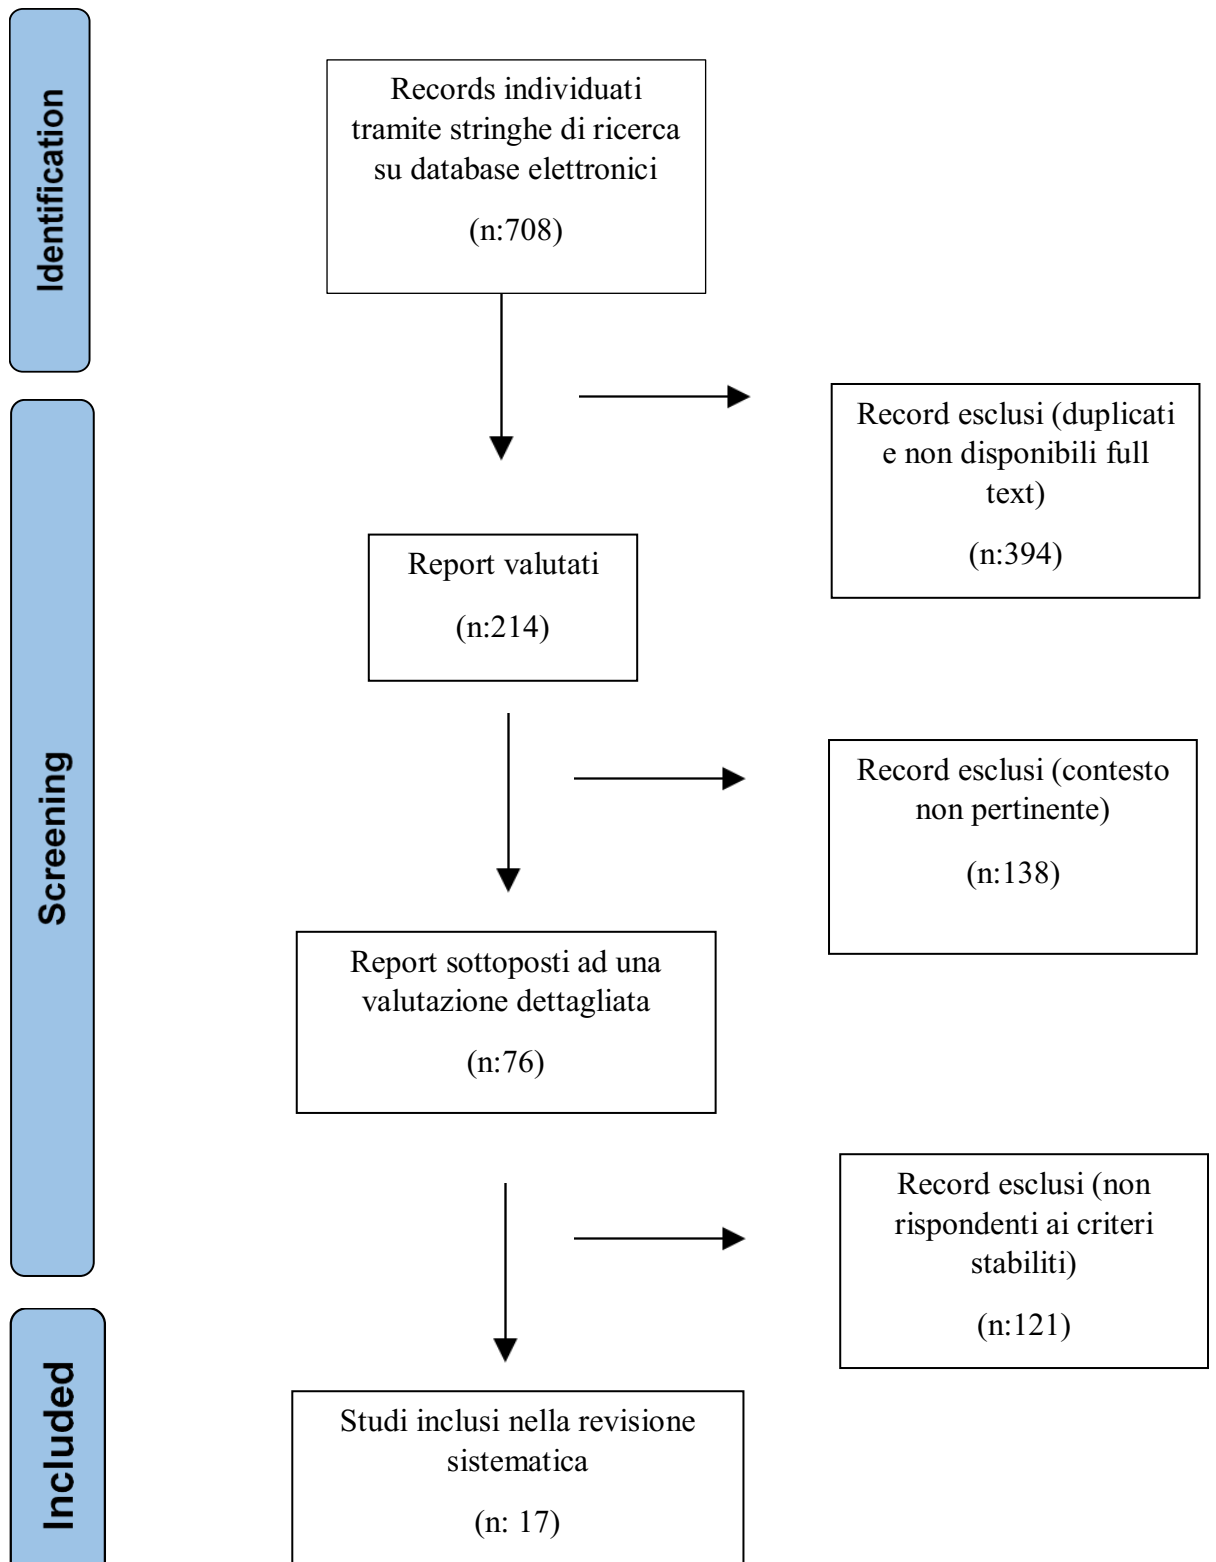 Identification
Records individuati
tramite stringhe di ricerca
su database elettronici
(n:708)
Record esclusi (duplicati
e non disponibili full
text)
(n:394)
Screening
Report valutati
(n:214)
Record esclusi (contesto
non pertinente)
(n:138)
Report sottoposti ad una
valutazione dettagliata
(n:76)
Record esclusi (non
rispondenti ai criteri
stabiliti)
(n:121)
Included
Studi inclusi nella revisione
sistematica
(n: 17)